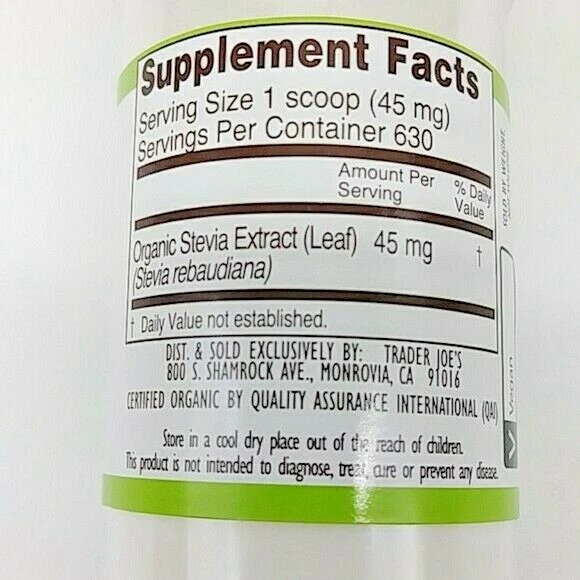 Supplement Facts
Serving Size 1 scoop (45 mg)
Servings Per Container 630
Amount Per
Serving
% Daily
Value
Organic Stevia Extract (Leaf) 45 mg †
(Stevia rebaudiana)
† Daily Value not established.
DIST. & SOLD EXCLUSIVELY BY: TRADER JOE'S
800 S. SHAMROCK AVE., MONROVIA, CA 91016
CERTIFIED ORGANIC BY QUALITY ASSURANCE INTERNATIONAL (QAI)
Store in a cool dry place out of the reach of children.
This product is not intended to diagnose, treat, cure or prevent any disease.
SOLD BY WEIGHT
V Vegan